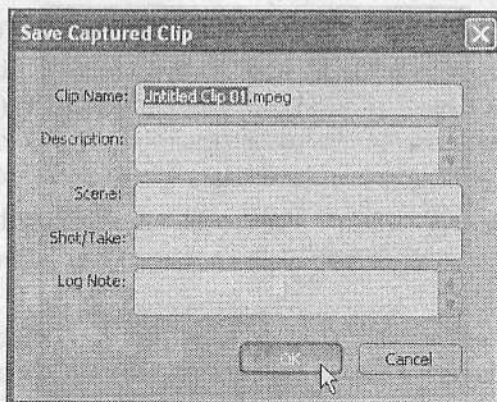 Save Captured Clip
Clip Name: Untitled Clip 01.mpeg
Description:
Scene:
Shot/Take:
Log Note:
OK Cancel